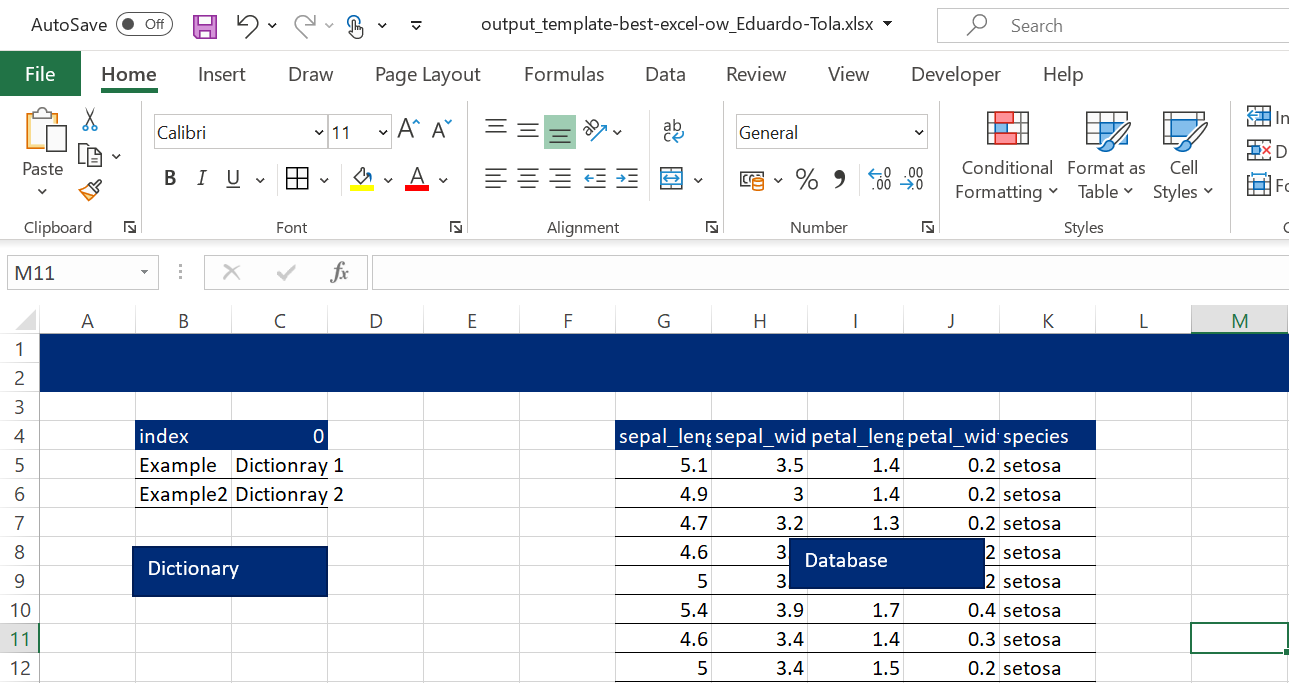 AutoSave Off output_template-best-excel-ow_Eduardo-Tola.xlsx Search
File Home Insert Draw Page Layout Formulas Data Review View Developer Help
Paste
Calibri 11
B I U A
ab
General
% 9 .00
Conditional Formatting
Format as Table
Cell Styles
In
D
Fo
Clipboard Font Alignment Number Styles C
M11 fx
A B C D E F G H I J K L M
1
2
3
4 index 0 sepal_leng sepal_wid petal_leng petal_wid species
5 Example Dictionray 1 5.1 3.5 1.4 0.2 setosa
6 Example2 Dictionray 2 4.9 3 1.4 0.2 setosa
7 4.7 3.2 1.3 0.2 setosa
8 4.6 3. 2 setosa
9 5 3 2 setosa
Dictionary
Database
10 5.4 3.9 1.7 0.4 setosa
11 4.6 3.4 1.4 0.3 setosa
12 5 3.4 1.5 0.2 setosa